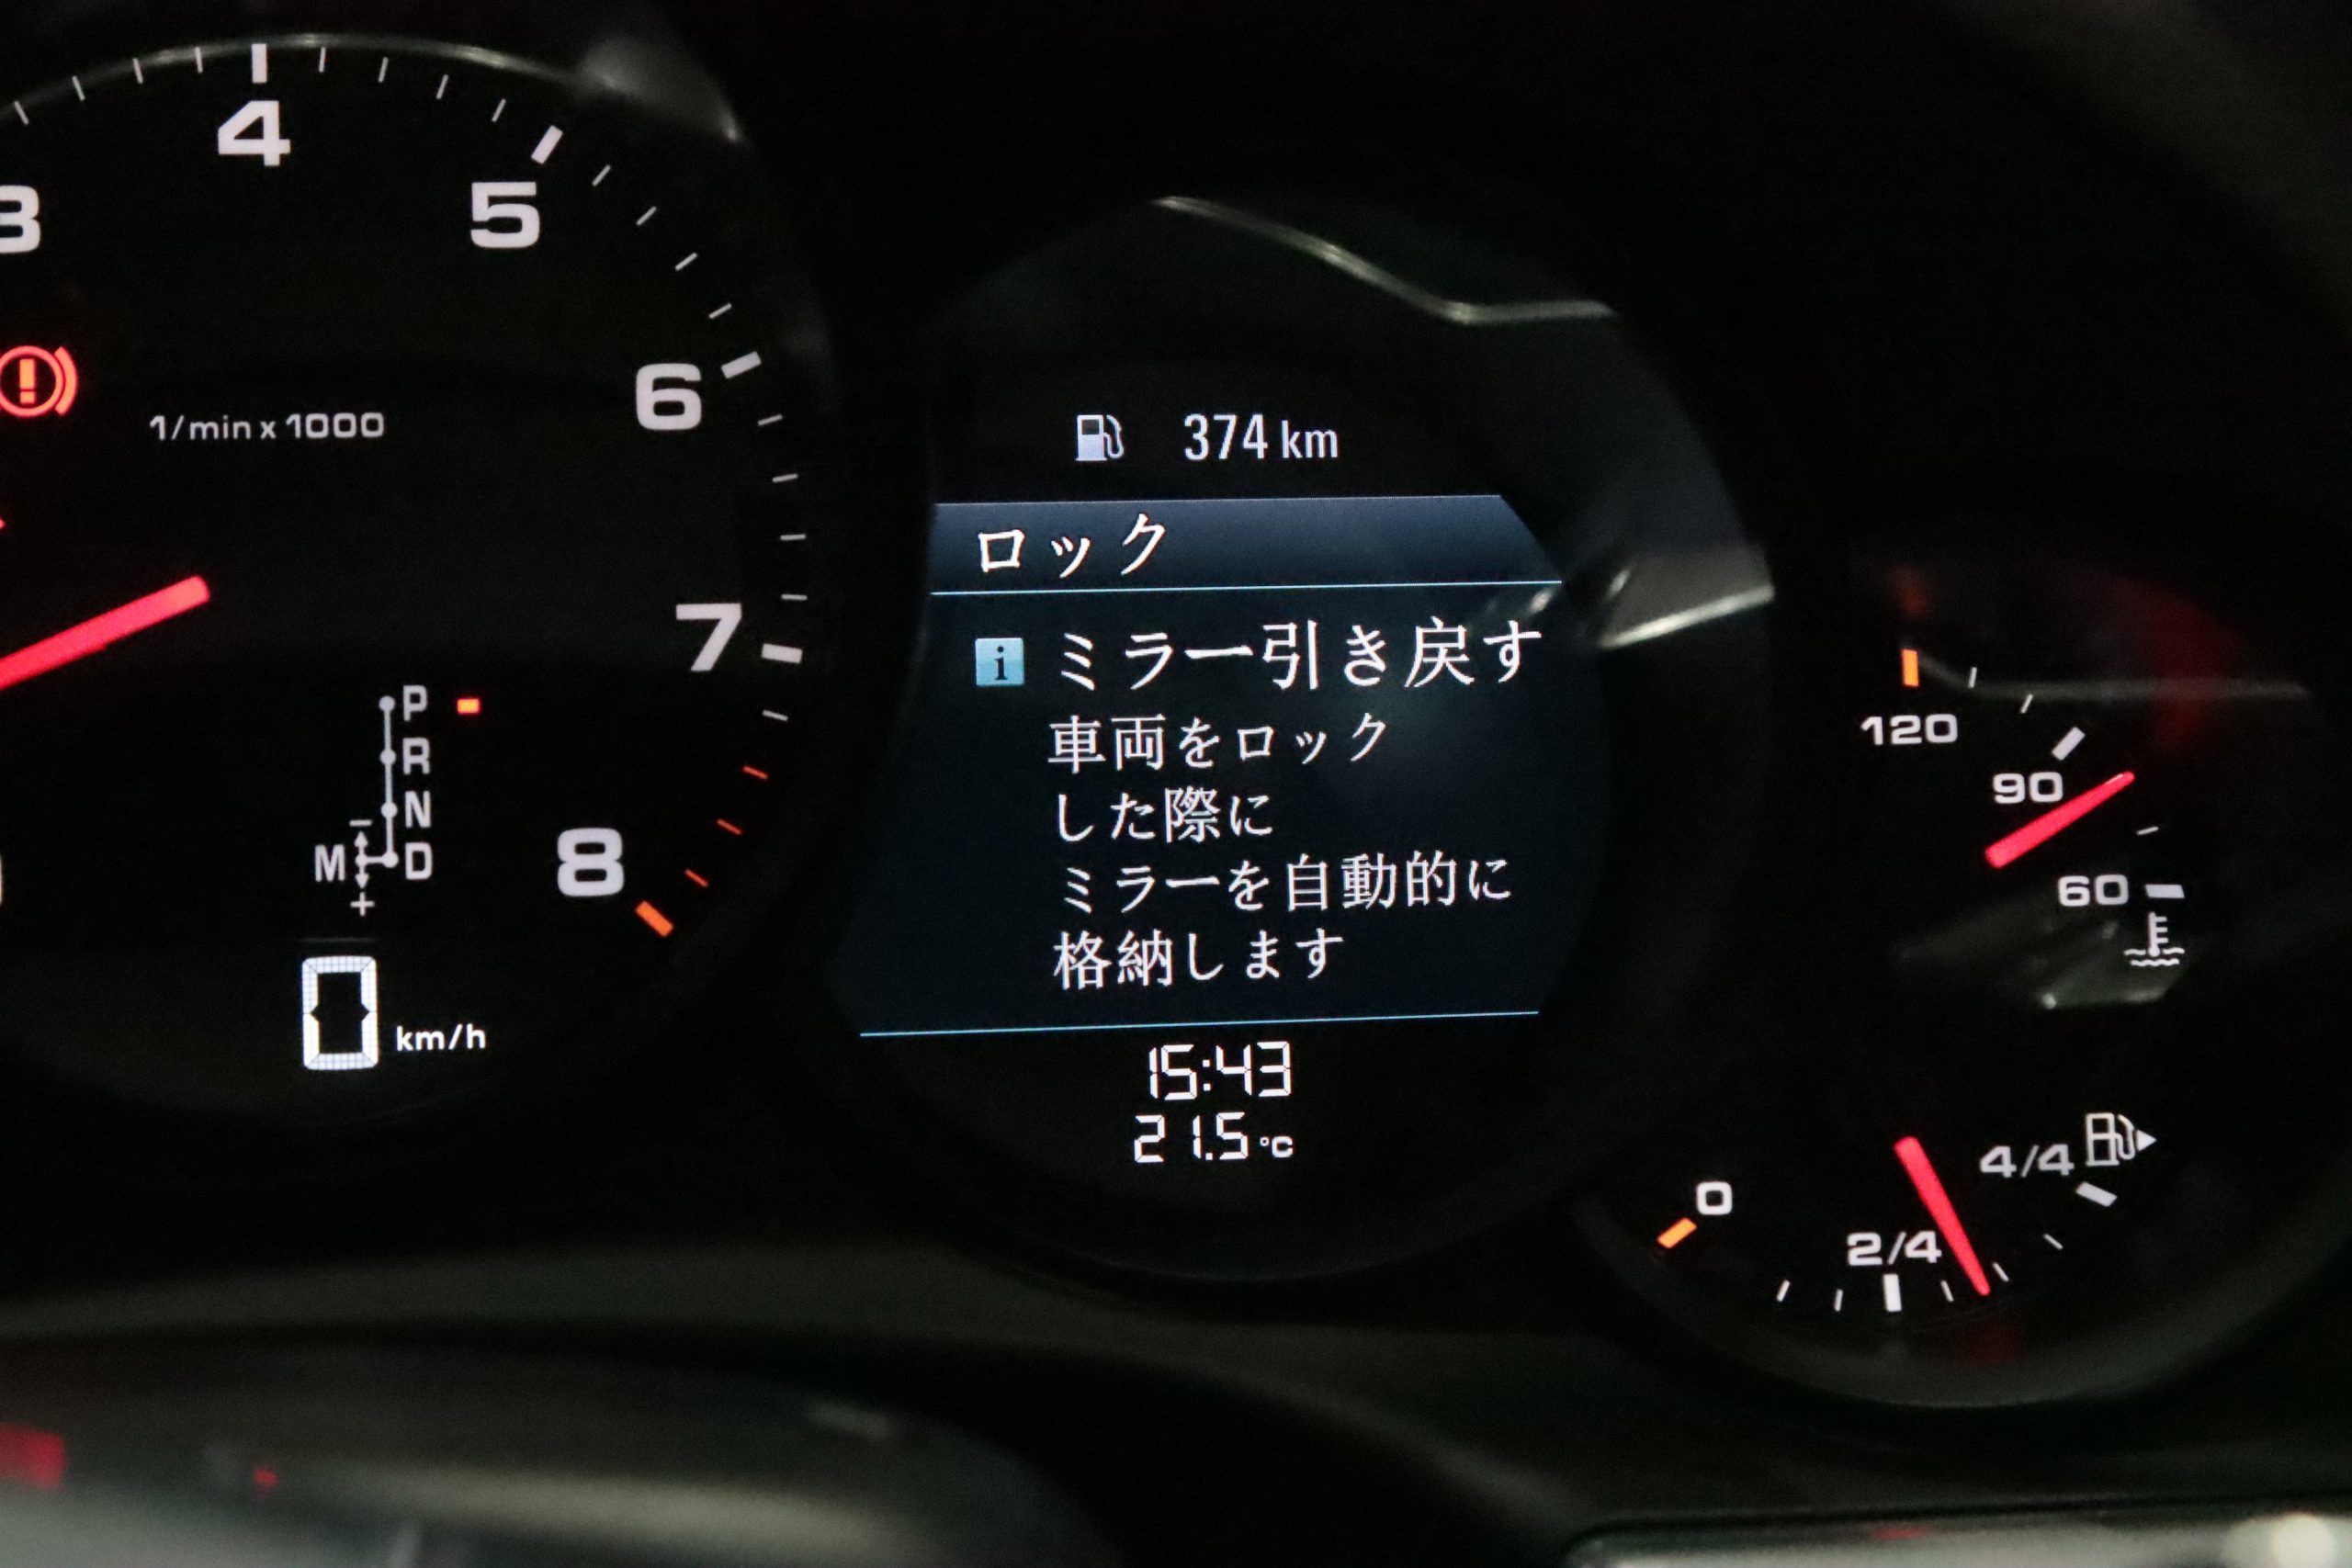 3
4
5
6
7
8
1/min x 1000
P
R
N
M D
−
+
0 km/h
374 km
ロック
i ミラー引き戻す
車両をロック
した際に
ミラーを自動的に
格納します
15:43
21.5 °C
120
90
60
0
2/4
4/4